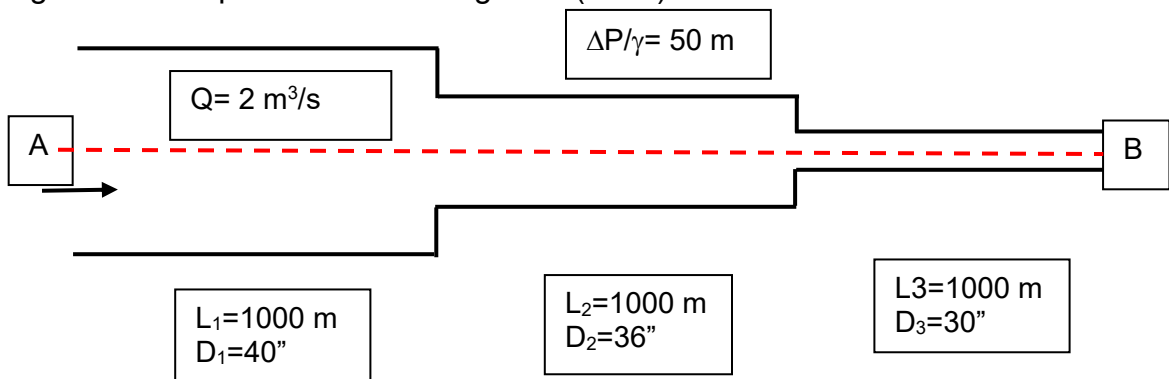 ΔP/γ= 50 m
Q= 2 m³/s
A
B
L₁=1000 m
D₁=40”
L₂=1000 m
D₂=36”
L3=1000 m
D₃=30”